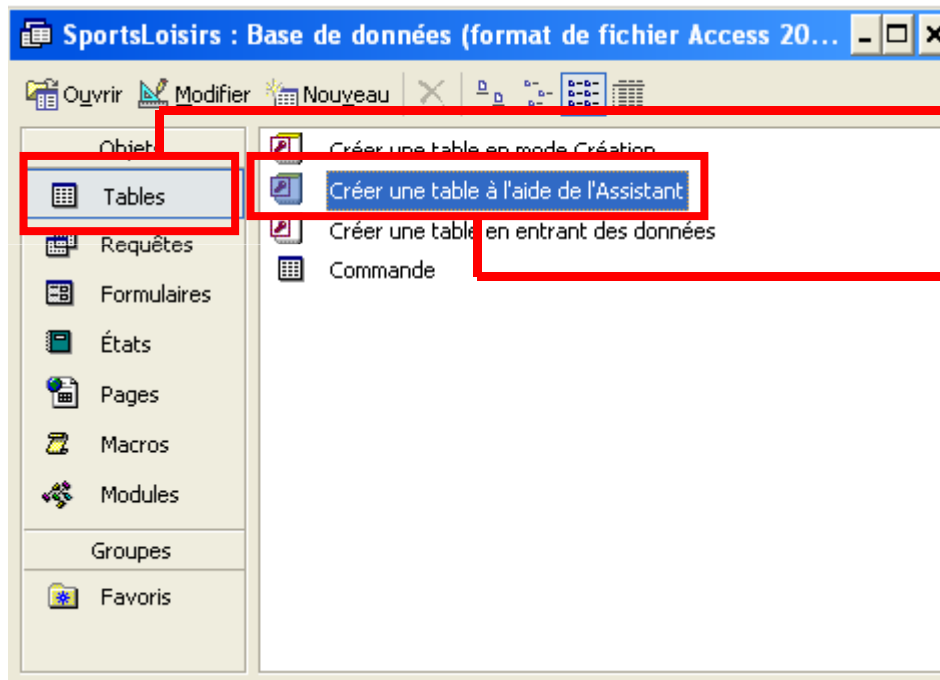 SportsLoisirs : Base de données (format de fichier Access 20...
Ouvrir Modifier Nouveau
Objets
Tables
Requêtes
Formulaires
États
Pages
Macros
Modules
Groupes
Favoris
Créer une table en mode Création
Créer une table à l'aide de l'Assistant
Créer une table en entrant des données
Commande